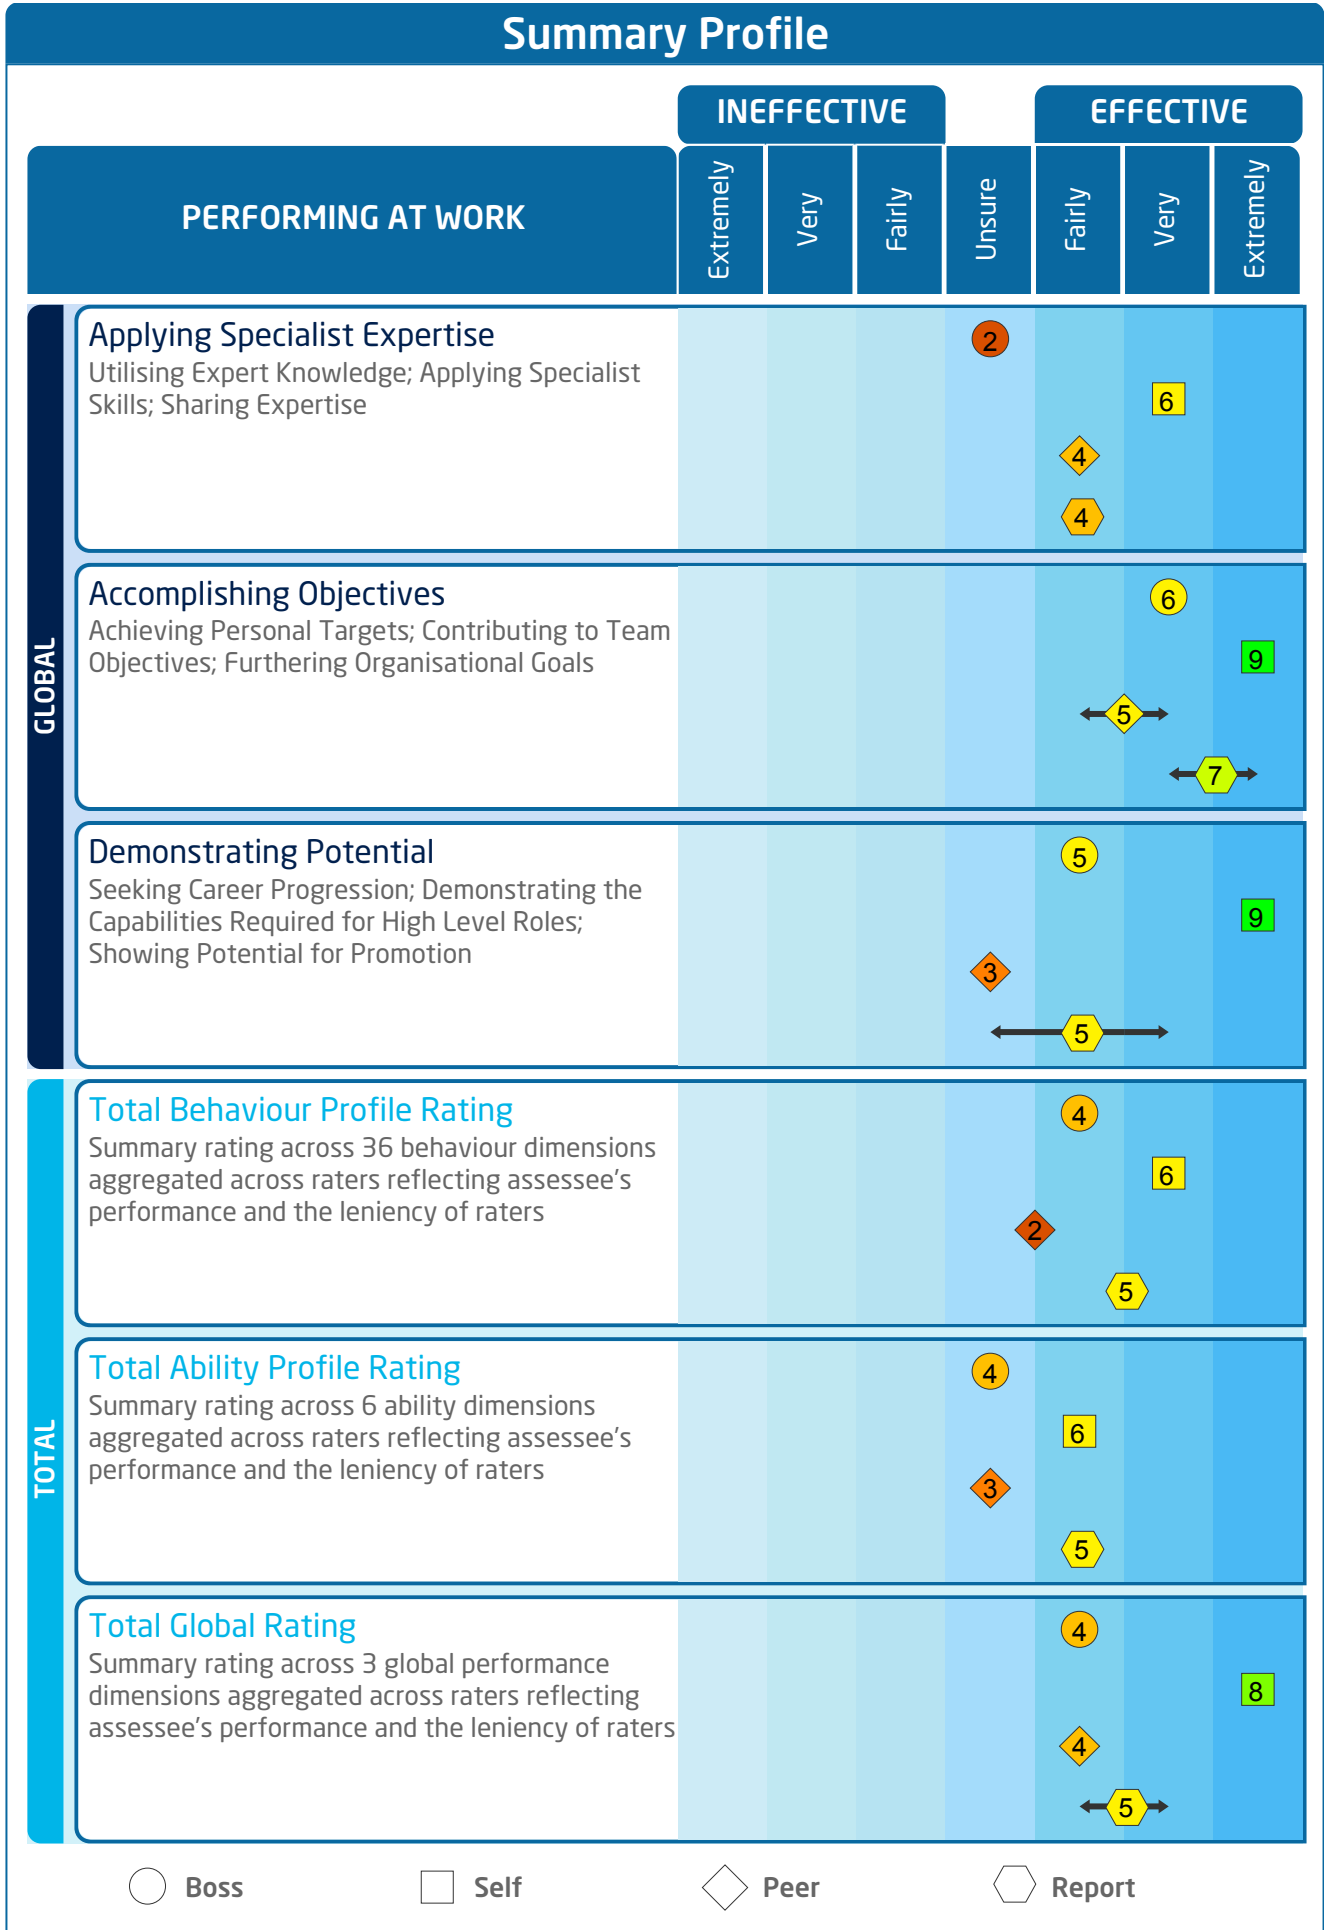 Summary Profile
INEFFECTIVE
EFFECTIVE
PERFORMING AT WORK
Extremely
Very
Fairly
Unsure
Fairly
Very
Extremely
GLOBAL
Applying Specialist Expertise
Utilising Expert Knowledge; Applying Specialist
Skills; Sharing Expertise
2
6
4
4
Accomplishing Objectives
Achieving Personal Targets; Contributing to Team
Objectives; Furthering Organisational Goals
6
9
5
7
Demonstrating Potential
Seeking Career Progression; Demonstrating the
Capabilities Required for High Level Roles;
Showing Potential for Promotion
5
9
3
5
TOTAL
Total Behaviour Profile Rating
Summary rating across 36 behaviour dimensions
aggregated across raters reflecting assessee's
performance and the leniency of raters
4
6
2
5
Total Ability Profile Rating
Summary rating across 6 ability dimensions
aggregated across raters reflecting assessee's
performance and the leniency of raters
4
6
3
5
Total Global Rating
Summary rating across 3 global performance
dimensions aggregated across raters reflecting
assessee's performance and the leniency of raters
4
8
4
5
Boss
Self
Peer
Report